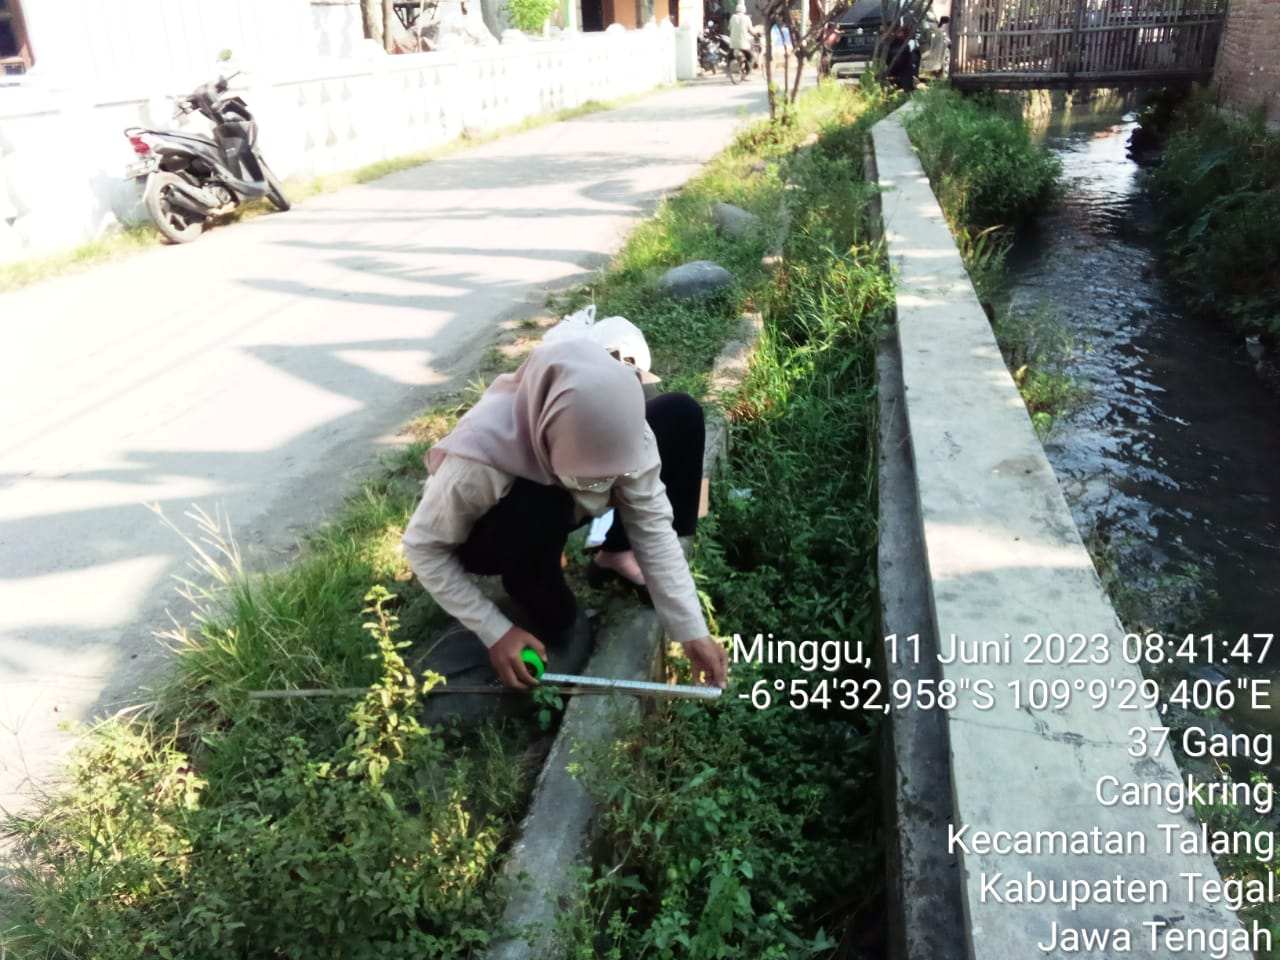 Minggu, 11 Juni 2023 08:41:47
-6°54'32,958"S 109°9'29,406"E
37 Gang
Cangkring
Kecamatan Talang
Kabupaten Tegal
Jawa Tengah